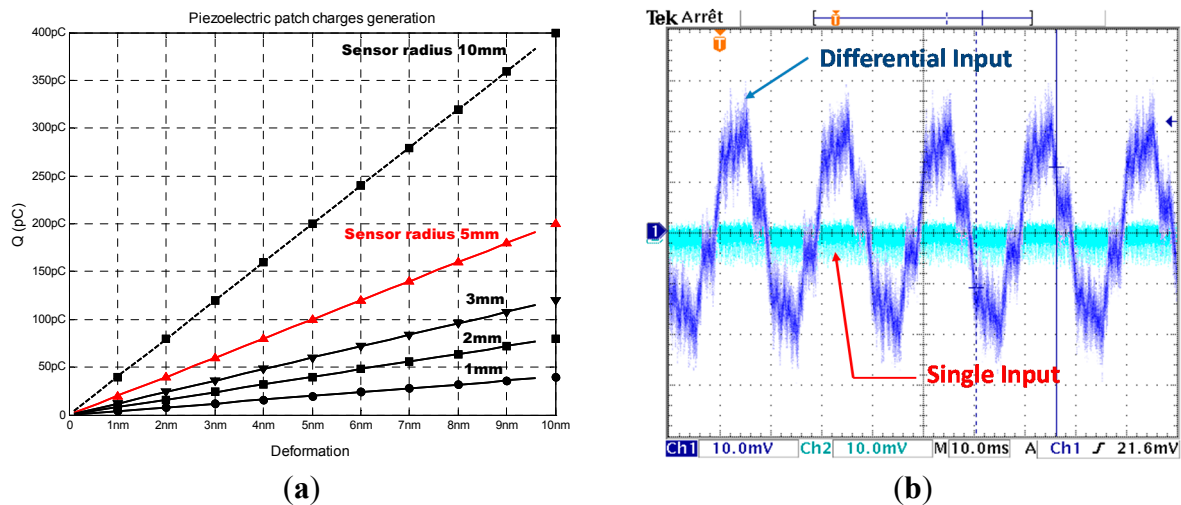 Piezoelectric patch charges generation
400pC
350pC
300pC
250pC
200pC
150pC
100pC
50pC
0
Q (pC)
Sensor radius 10mm
Sensor radius 5mm
3mm
2mm
1mm
0 1nm 2nm 3nm 4nm 5nm 6nm 7nm 8nm 9nm 10nm
Deformation
(a)
Tek Arrêt
T
T
Differential Input
1
Single Input
Ch1 10.0mV Ch2 10.0mV M 10.0ms A Ch1 21.6mV
(b)